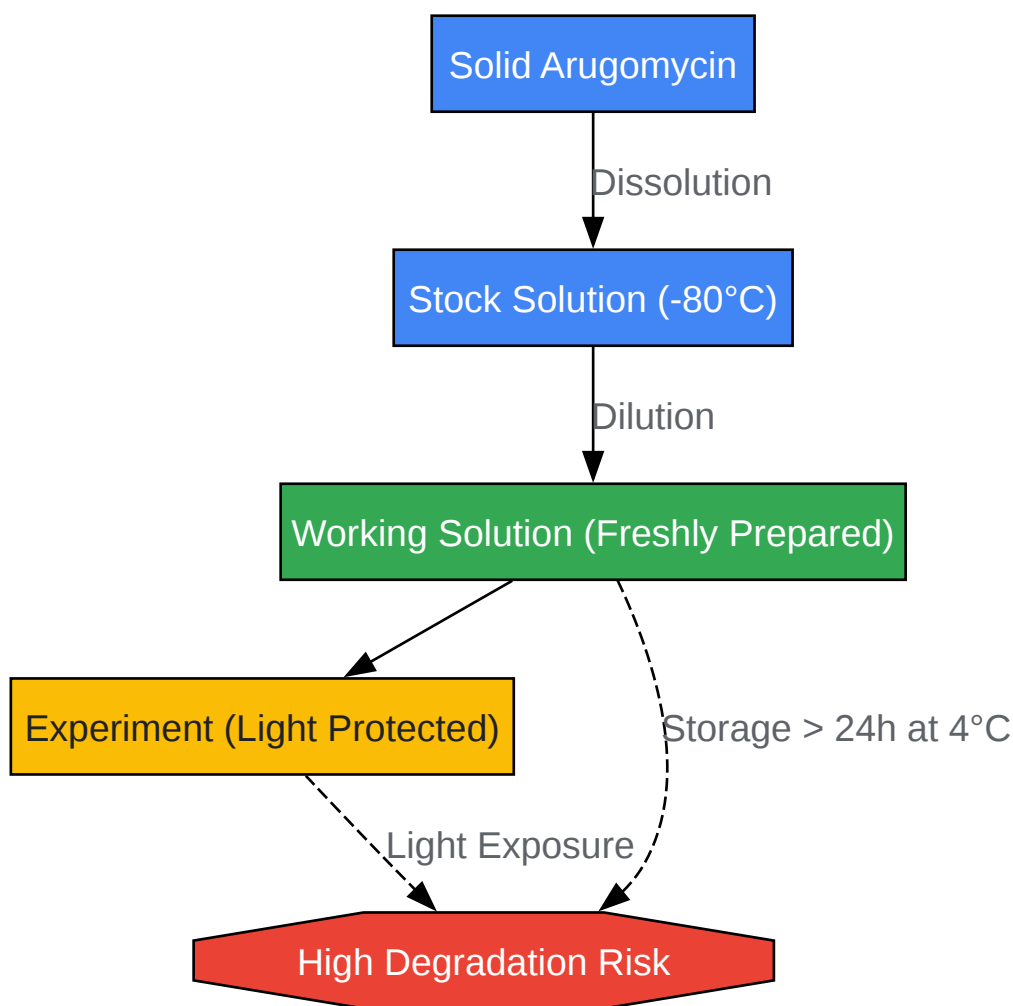 Solid Arugomycin
Dissolution
Stock Solution (-80°C)
Dilution
Working Solution (Freshly Prepared)
Experiment (Light Protected)
Storage > 24h at 4°C
Light Exposure
High Degradation Risk